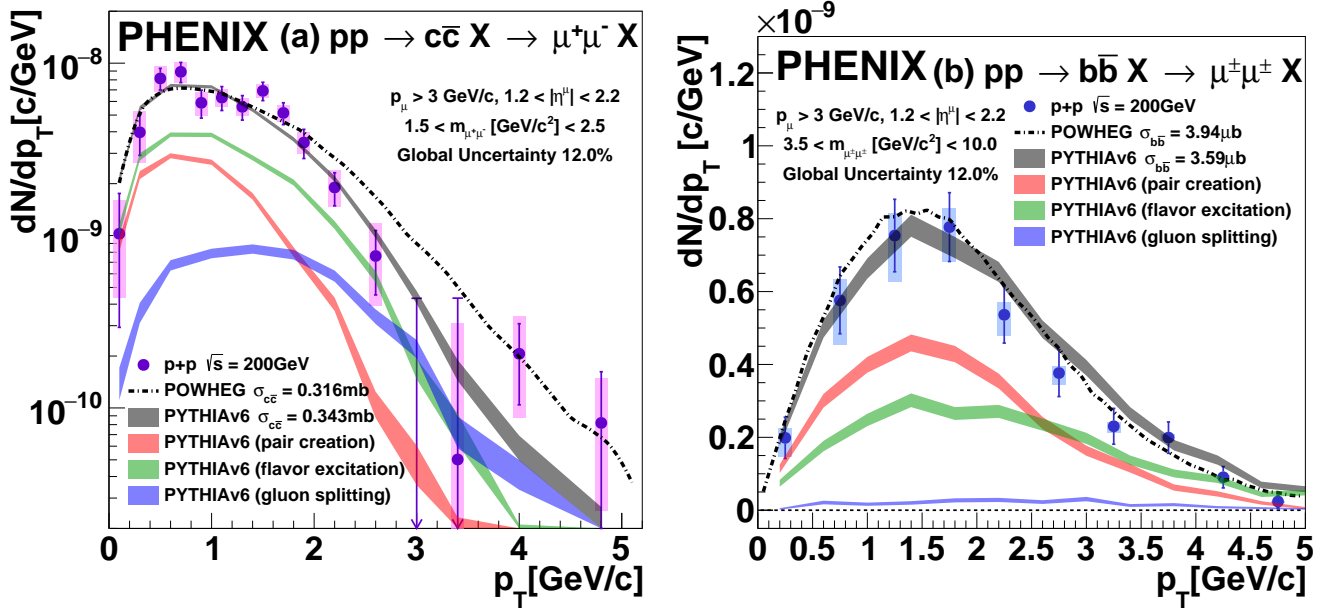 PHENIX (a) pp → cc̅ X → μ⁺μ⁻ X
p_μ > 3 GeV/c, 1.2 < |η^μ| < 2.2
1.5 < m_μ⁺μ⁻ [GeV/c²] < 2.5
Global Uncertainty 12.0%
p+p √s = 200GeV
POWHEG σ_cc̅ = 0.316mb
PYTHIAv6 σ_cc̅ = 0.343mb
PYTHIAv6 (pair creation)
PYTHIAv6 (flavor excitation)
PYTHIAv6 (gluon splitting)
dN/dp_T [c/GeV]
10⁻⁸
10⁻⁹
10⁻¹⁰
0 1 2 3 4 5
p_T[GeV/c]
×10⁻⁹
PHENIX (b) pp → bb̅ X → μ^±μ^± X
p_μ > 3 GeV/c, 1.2 < |η^μ| < 2.2
3.5 < m_μ^±μ^± [GeV/c²] < 10.0
Global Uncertainty 12.0%
p+p √s = 200GeV
POWHEG σ_bb̅ = 3.94μb
PYTHIAv6 σ_bb̅ = 3.59μb
PYTHIAv6 (pair creation)
PYTHIAv6 (flavor excitation)
PYTHIAv6 (gluon splitting)
dN/dp_T [c/GeV]
1.2
1
0.8
0.6
0.4
0.2
0
0 0.5 1 1.5 2 2.5 3 3.5 4 4.5 5
p_T[GeV/c]